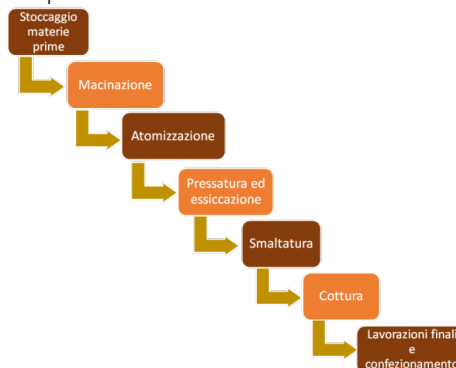 Stoccaggio
materie
prime
Macinazione
Atomizzazione
Pressatura ed
essiccazione
Smaltatura
Cottura
Lavorazioni finali
e
confezionamento